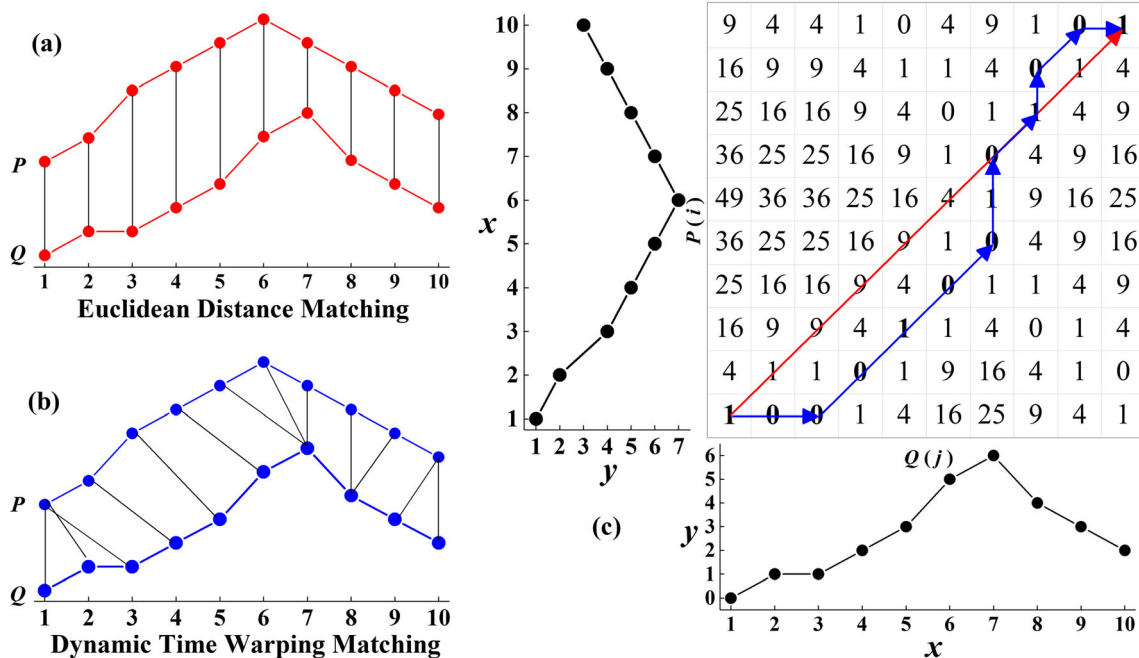 (a)
P
Q
1 2 3 4 5 6 7 8 9 10
Euclidean Distance Matching
(b)
P
Q
1 2 3 4 5 6 7 8 9 10
Dynamic Time Warping Matching
10
9
8
7
x
6
5
4
3
2
1
1 2 3 4 5 6 7
y
(c)
P(i)
9 4 4 1 0 4 9 1 0 1
16 9 9 4 1 1 4 0 1 4
25 16 16 9 4 0 1 1 4 9
36 25 25 16 9 1 0 4 9 16
49 36 36 25 16 4 1 9 16 25
36 25 25 16 9 1 0 4 9 16
25 16 16 9 4 0 1 1 4 9
16 9 9 4 1 1 4 0 1 4
4 1 1 0 1 9 16 4 1 0
1 0 0 1 4 16 25 9 4 1
Q(j)
6
5
4
y
3
2
1
0
1 2 3 4 5 6 7 8 9 10
x